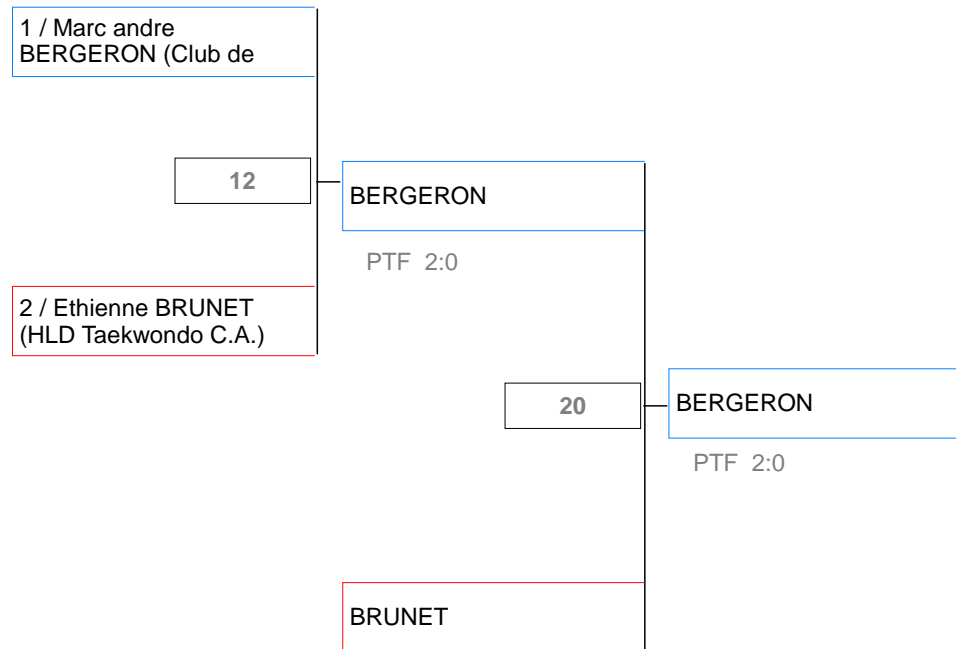 1 / Marc andre
BERGERON (Club de
12
BERGERON
PTF 2:0
2 / Ethienne BRUNET
(HLD Taekwondo C.A.)
20
BERGERON
PTF 2:0
BRUNET